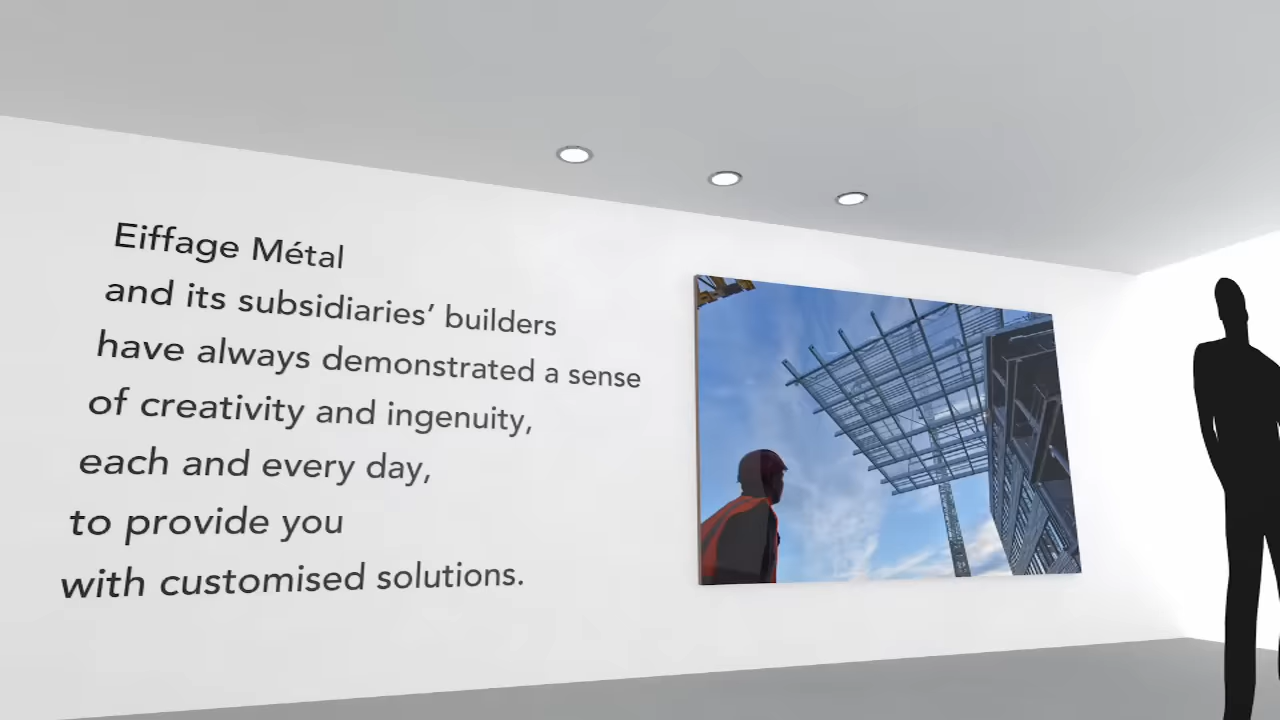 Eiffage Métal
and its subsidiaries’ builders
have always demonstrated a sense
of creativity and ingenuity,
each and every day,
to provide you
with customised solutions.